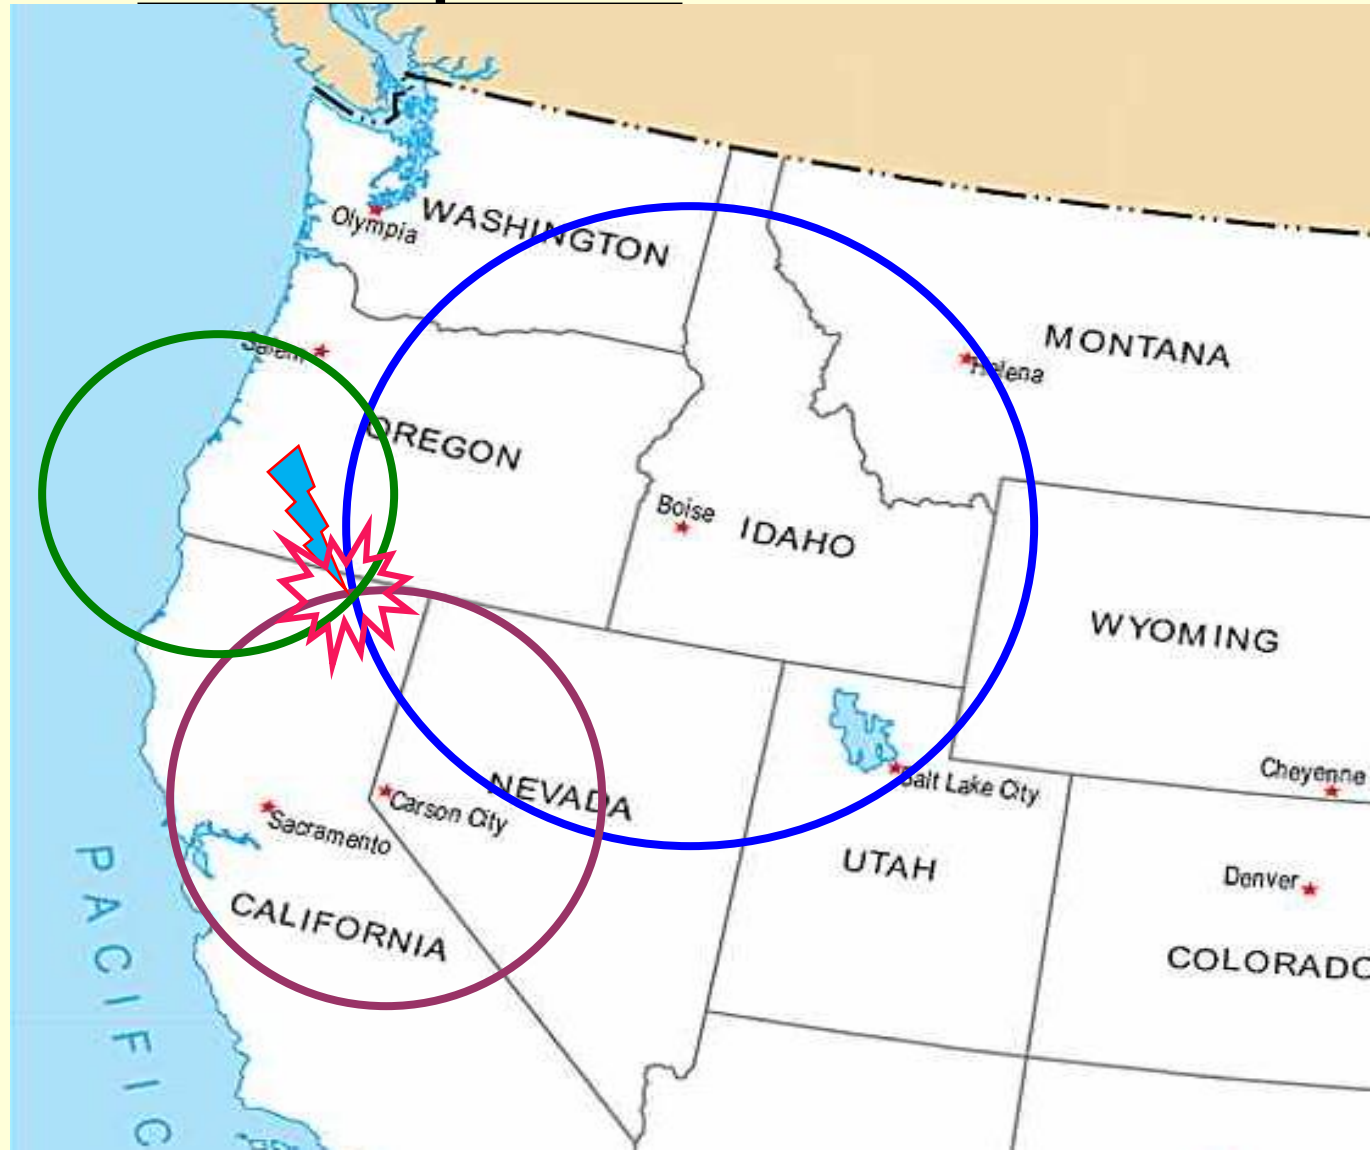 WASHINGTON
Olympia
MONTANA
Salem
Helena
OREGON
Boise
IDAHO
WYOMING
Salt Lake City
Cheyenne
NEVADA
Carson City
Sacramento
UTAH
Denver
CALIFORNIA
COLORADO
PACIFIC